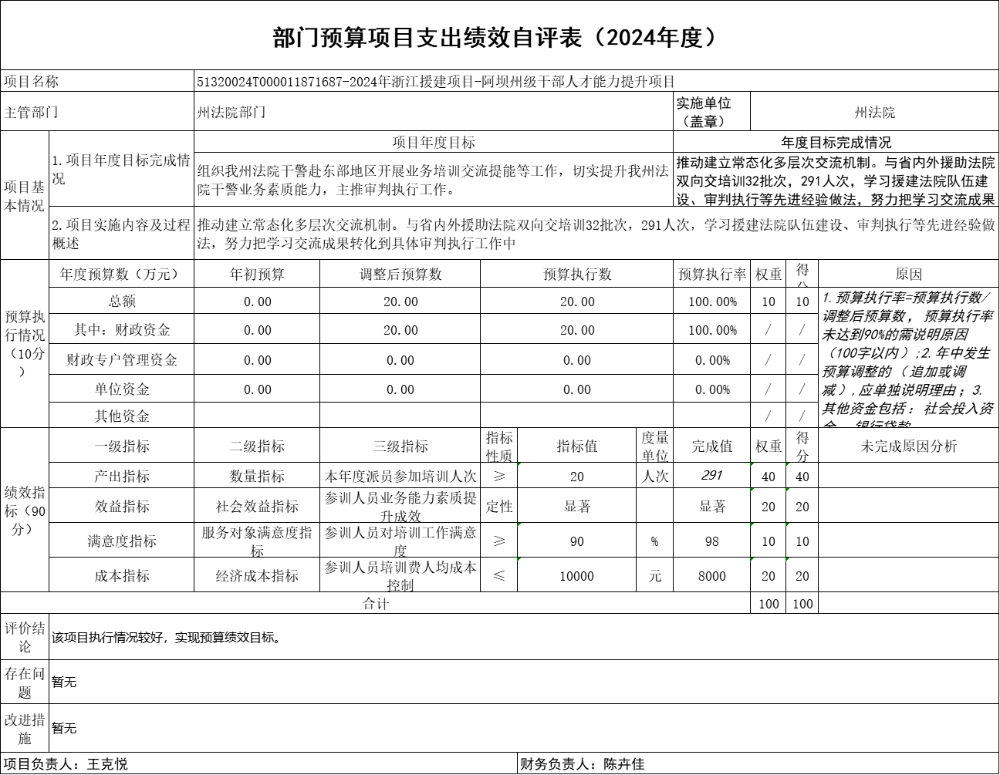 部门预算项目支出绩效自评表（2024年度）
项目名称 51320024T000011871687-2024年浙江援建项目-阿坝州级干部人才能力提升项目
主管部门 州法院部门 实施单位（盖章） 州法院
项目基本情况
1.项目年度目标完成情况
项目年度目标 年度目标完成情况
组织我州法院干警赴东部地区开展业务培训交流提能等工作，切实提升我州法
院干警业务素质能力，主推审判执行工作。
推动建立常态化多层次交流机制。与省内外援助法院
双向交培训32批次，291人次，学习援建法院队伍建
设、审判执行等先进经验做法，努力把学习交流成果
2.项目实施内容及过程概述
推动建立常态化多层次交流机制。与省内外援助法院双向交培训32批次，291人次，学习援建法院队伍建设、审判执行等先进经验做
法，努力把学习交流成果转化到具体审判执行工作中
预算执行情况（10分）
年度预算数（万元） 年初预算 调整后预算数 预算执行数 预算执行率 权重 得分 原因
总额 0.00 20.00 20.00 100.00% 10 10
其中：财政资金 0.00 20.00 20.00 100.00% / /
财政专户管理资金 0.00 0.00 0.00 0.00% / /
单位资金 0.00 0.00 0.00 0.00% / /
其他资金 / /
1.预算执行率=预算执行数/
调整后预算数，预算执行率
未达到90%的需说明原因
（100字以内）;2.年中发生
预算调整的（追加或调
减）,应单独说明理由；3.
其他资金包括：社会投入资
金、银行贷款
绩效指标（90分）
一级指标 二级指标 三级指标 指标性质 指标值 度量单位 完成值 权重 得分 未完成原因分析
产出指标 数量指标 本年度派员参加培训人次 ≥ 20 人次 291 40 40
效益指标 社会效益指标 参训人员业务能力素质提升成效 定性 显著 显著 20 20
满意度指标 服务对象满意度指标 参训人员对培训工作满意度 ≥ 90 % 98 10 10
成本指标 经济成本指标 参训人员培训费人均成本控制 ≤ 10000 元 8000 20 20
合计 100 100
评价结论 该项目执行情况较好，实现预算绩效目标。
存在问题 暂无
改进措施 暂无
项目负责人：王克悦 财务负责人：陈卉佳